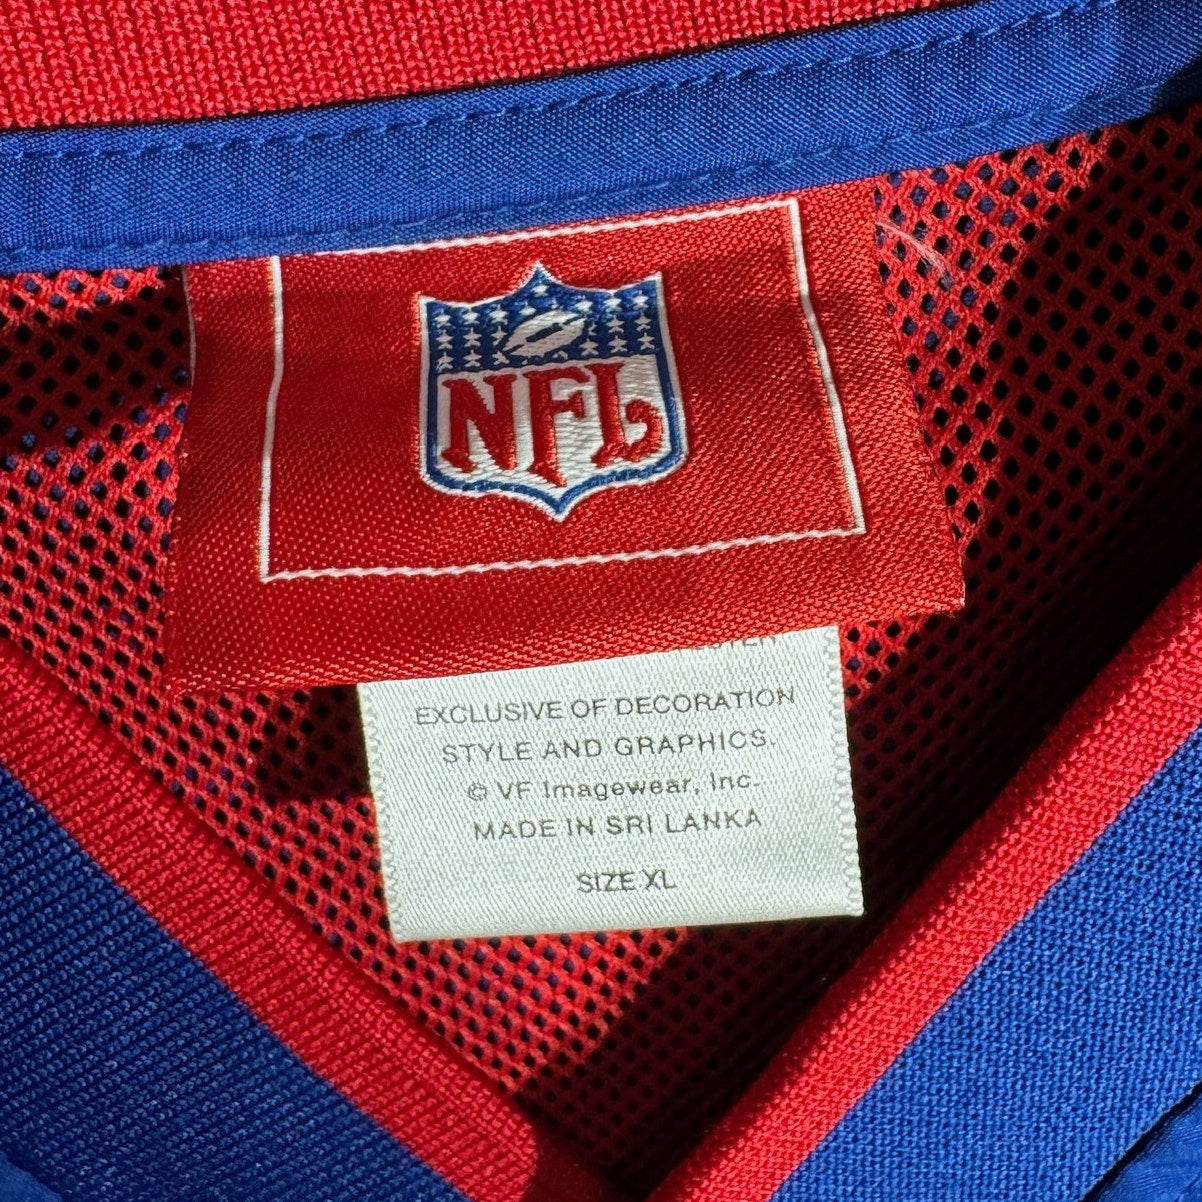 NFL
EXCLUSIVE OF DECORATION
STYLE AND GRAPHICS.
© VF Imagewear, Inc.
MADE IN SRI LANKA
SIZE XL